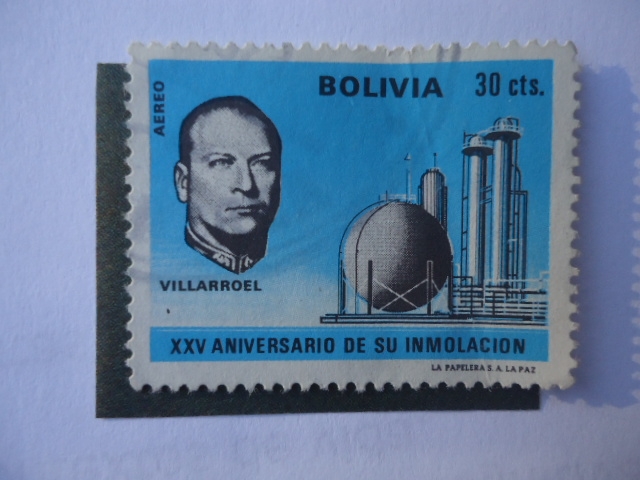 AEREO
BOLIVIA 30 cts.
VILLARROEL
XXV ANIVERSARIO DE SU INMOLACION
LA PAPELERA S. A. LA PAZ